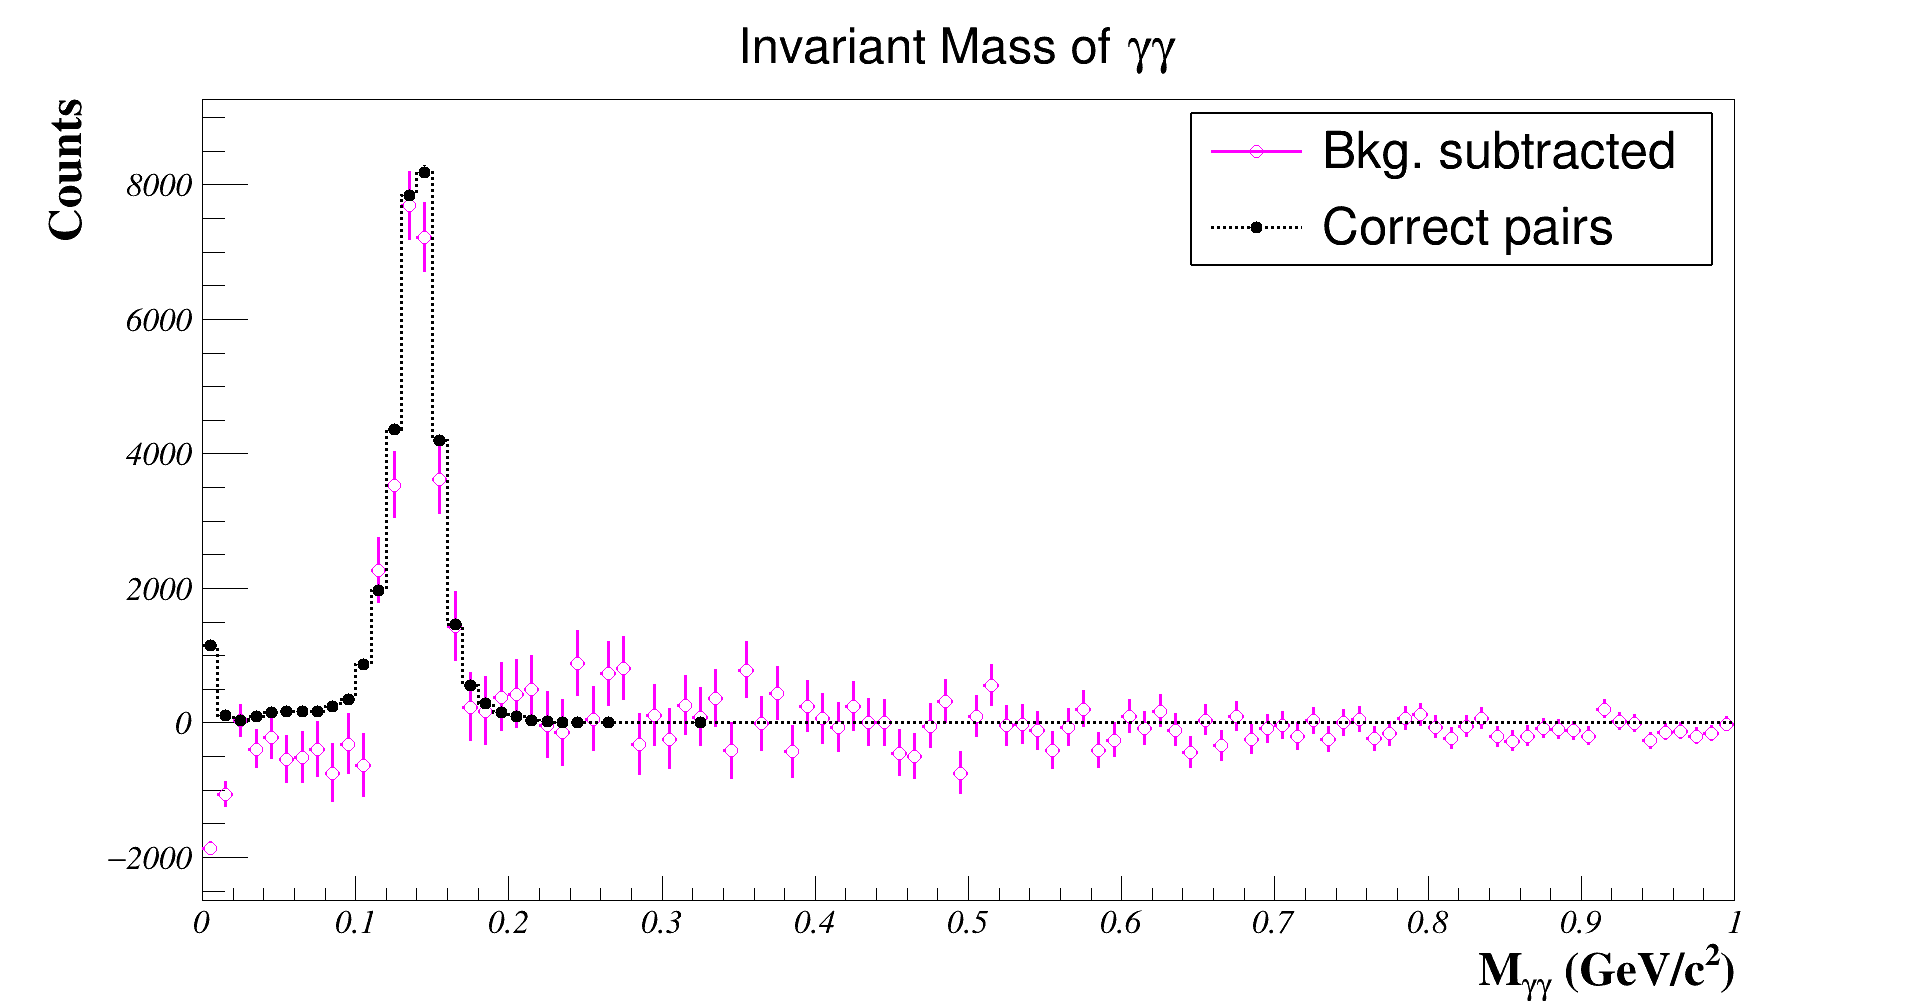 Invariant Mass of γγ
Counts
Bkg. subtracted
Correct pairs
8000
6000
4000
2000
0
−2000
0 0.1 0.2 0.3 0.4 0.5 0.6 0.7 0.8 0.9 1
Mγγ (GeV/c²)